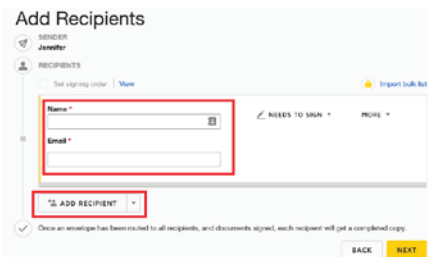 Add Recipients
SENDER
Jennifer
RECIPIENTS
Set signing order | View
Import bulk list
Name *
NEEDS TO SIGN
MORE
Email *
ADD RECIPIENT
Once an envelope has been routed to all recipients, and documents signed, each recipient will get a completed copy.
BACK
NEXT